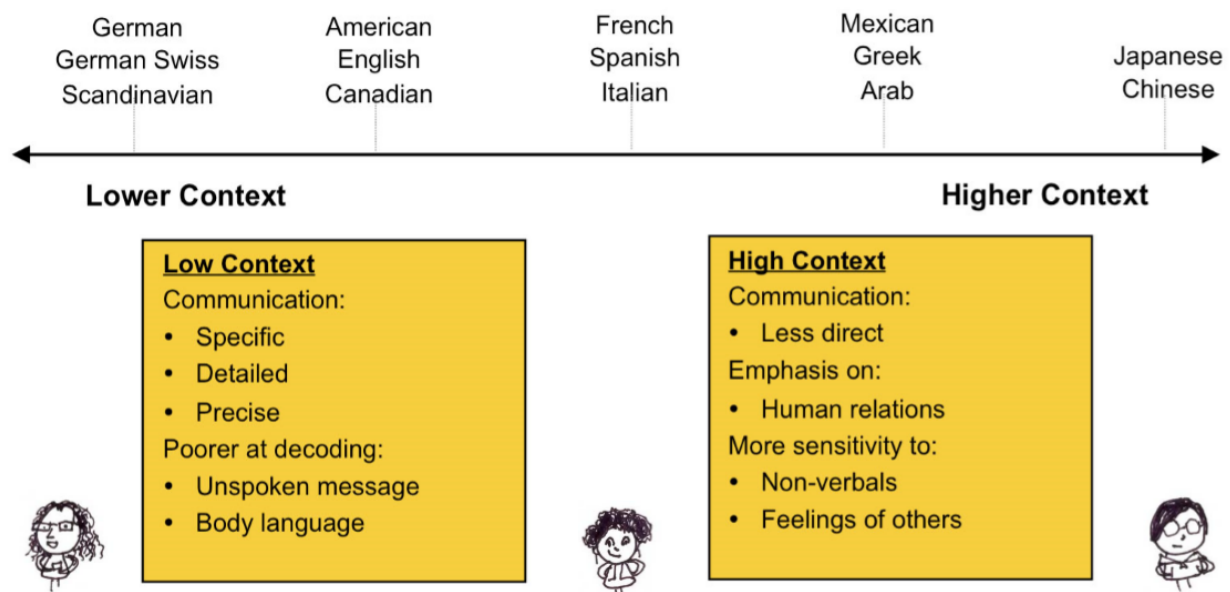 German
German Swiss
Scandinavian
American
English
Canadian
French
Spanish
Italian
Mexican
Greek
Arab
Japanese
Chinese
Lower Context
Higher Context
Low Context
Communication:
• Specific
• Detailed
• Precise
Poorer at decoding:
• Unspoken message
• Body language
High Context
Communication:
• Less direct
Emphasis on:
• Human relations
More sensitivity to:
• Non-verbals
• Feelings of others